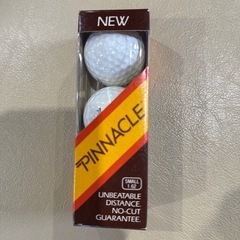 NEW
PINNACLE
SMALL
1.62
UNBEATABLE
DISTANCE.
NO-CUT
GUARANTEE.